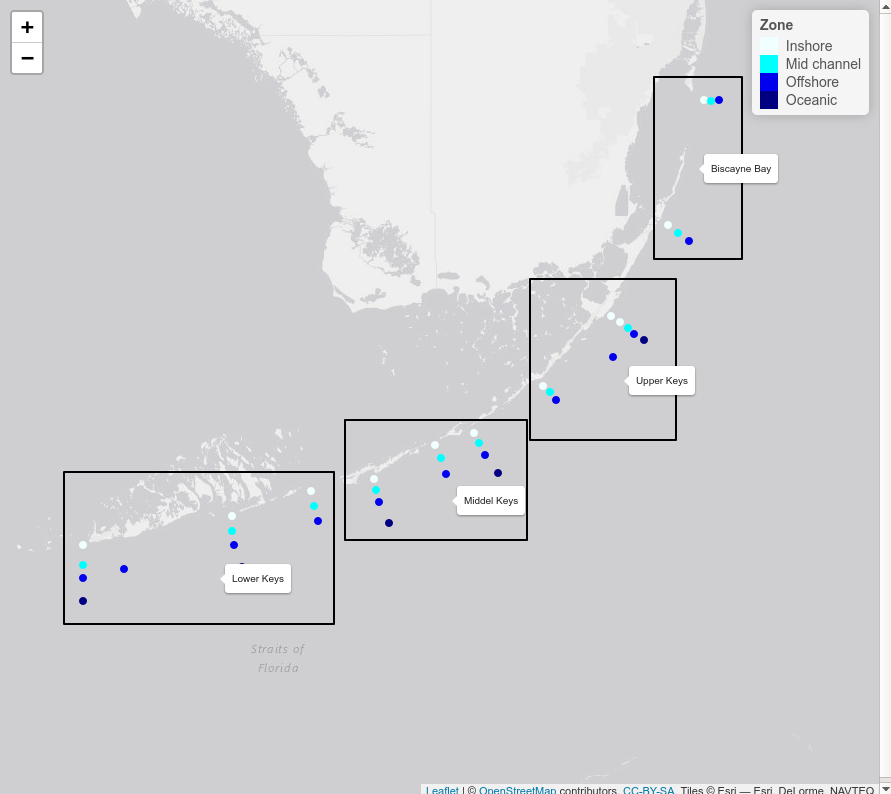 +
−
Zone
Inshore
Mid channel
Offshore
Oceanic
Biscayne Bay
Upper Keys
Middel Keys
Lower Keys
Straits of
Florida
Leaflet | © OpenStreetMap contributors, CC-BY-SA, Tiles © Esri — Esri, DeLorme, NAVTEQ